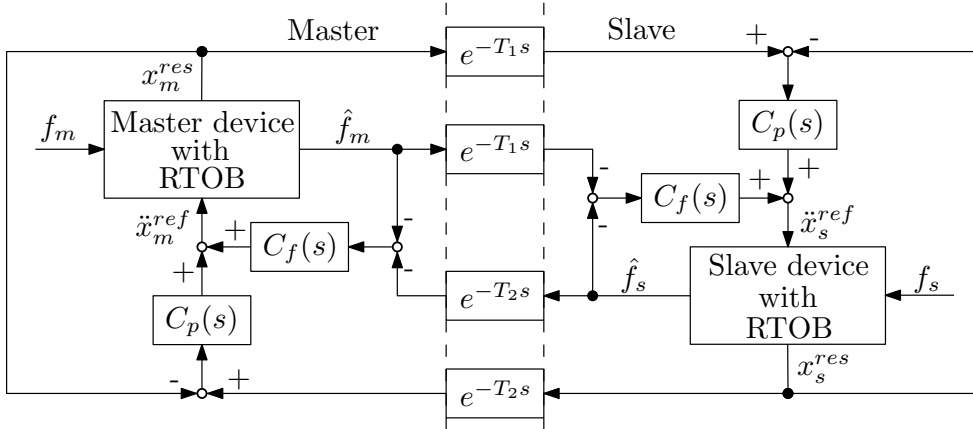 Master
Slave
$e^{-T_1 s}$
+
-
$x_m^{res}$
$f_m$
Master device
with
RTOB
$\hat{f}_m$
$e^{-T_1 s}$
$C_p(s)$
-
+
+
$C_f(s)$
-
$\ddot{x}_s^{ref}$
$\ddot{x}_m^{ref}$
+
$C_f(s)$
-
-
+
$C_p(s)$
$e^{-T_2 s}$
$\hat{f}_s$
Slave device
with
RTOB
$f_s$
$x_s^{res}$
-
+
$e^{-T_2 s}$